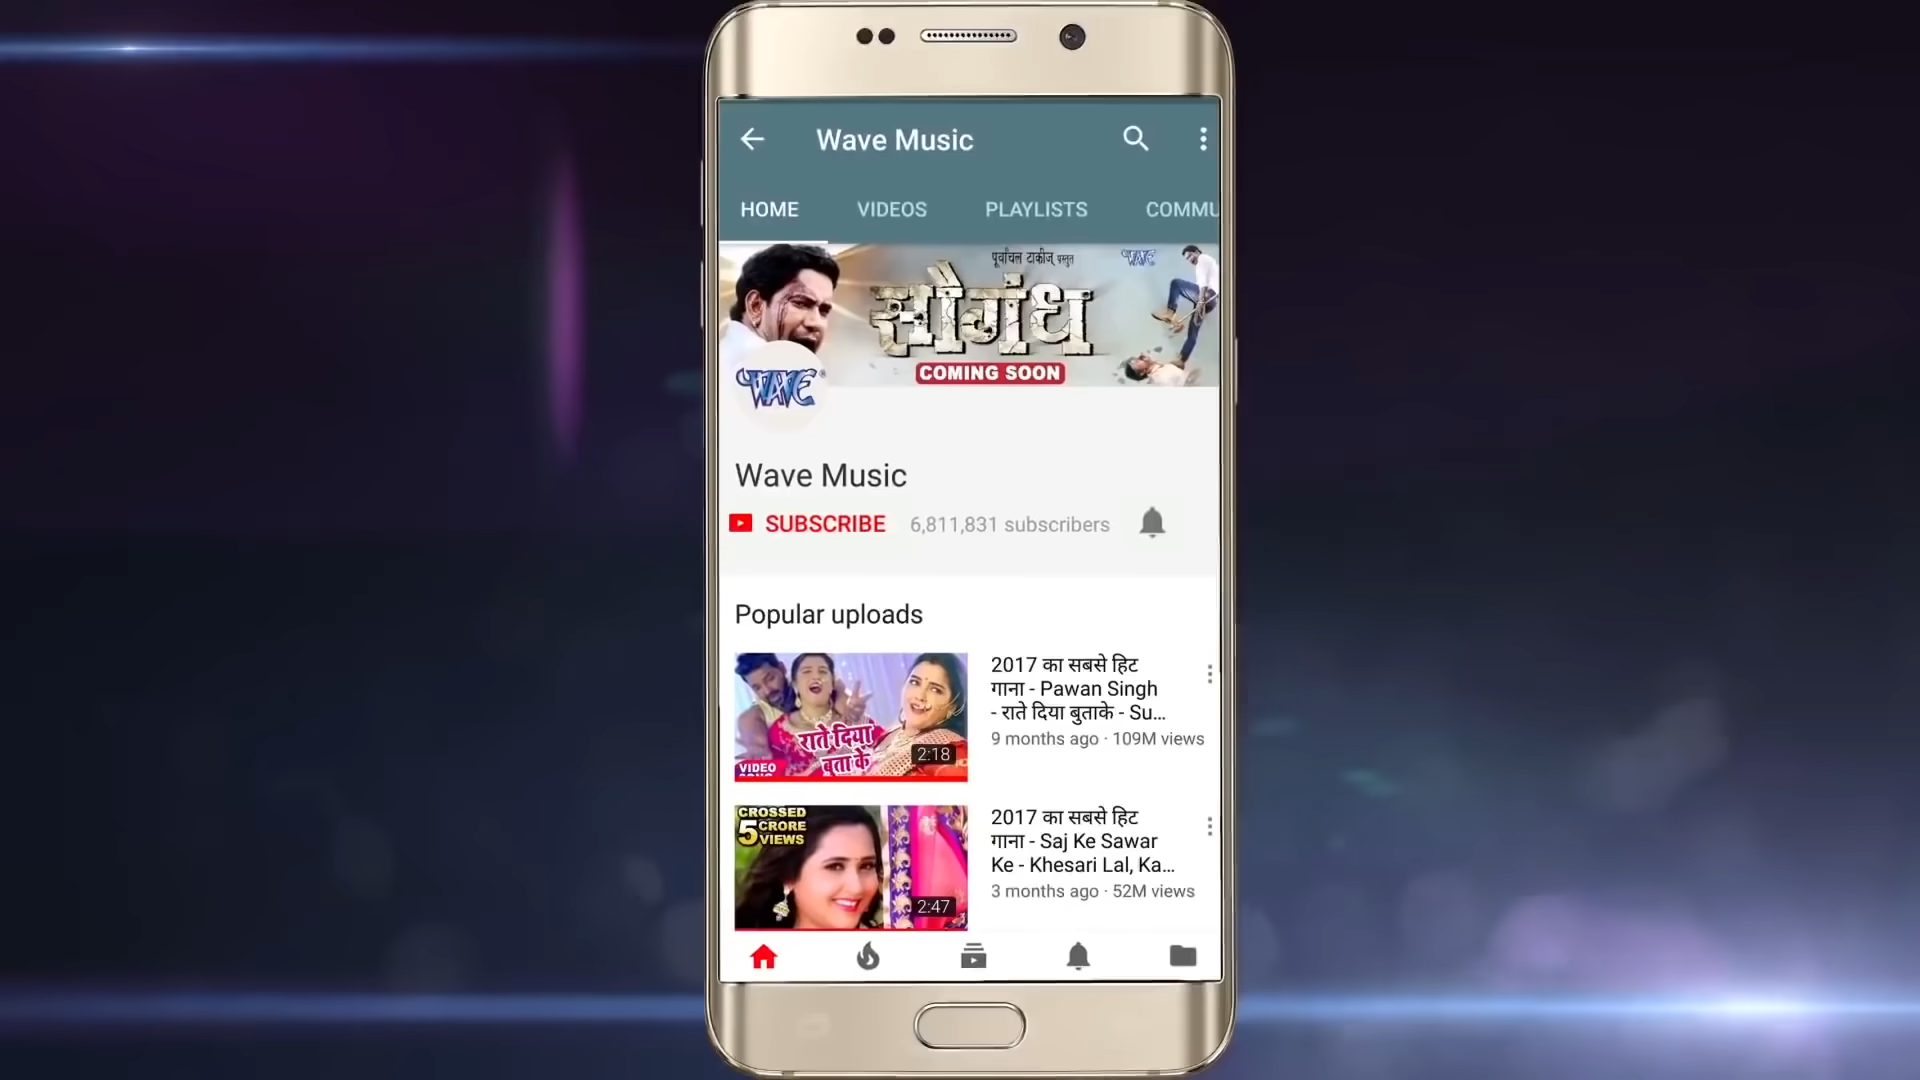 Wave Music
HOME VIDEOS PLAYLISTS COMMU
पूर्वांचल टाकीज् प्रस्तुत WAVE
सौगंध
COMING SOON
WAVE
Wave Music
SUBSCRIBE 6,811,831 subscribers
Popular uploads
राते दिया
बुता के
VIDEO
2:18
2017 का सबसे हिट
गाना - Pawan Singh
- राते दिया बुताके - Su...
9 months ago · 109M views
CROSSED
5 CRORE
VIEWS
2:47
2017 का सबसे हिट
गाना - Saj Ke Sawar
Ke - Khesari Lal, Ka...
3 months ago · 52M views